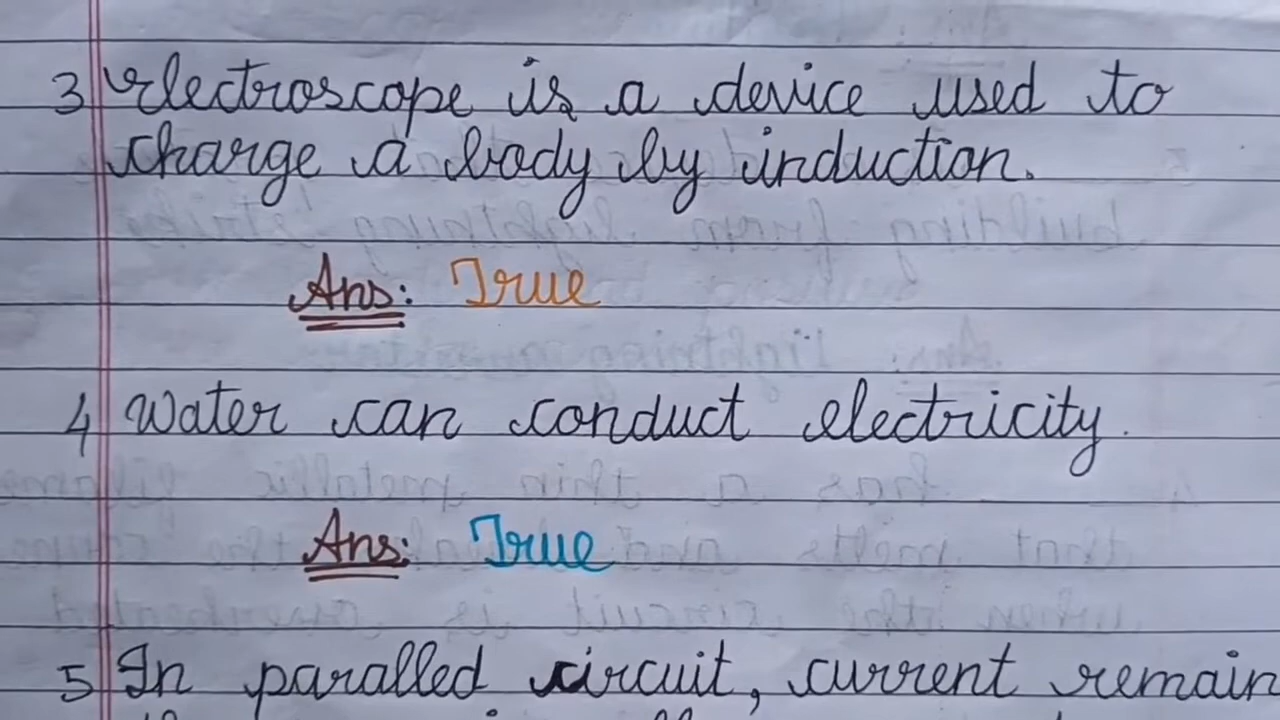 3 Electroscope is a device used to
charge a body by induction.
Ans: True
4 Water can conduct electricity.
Ans: True
5 In paralled circuit, current remain